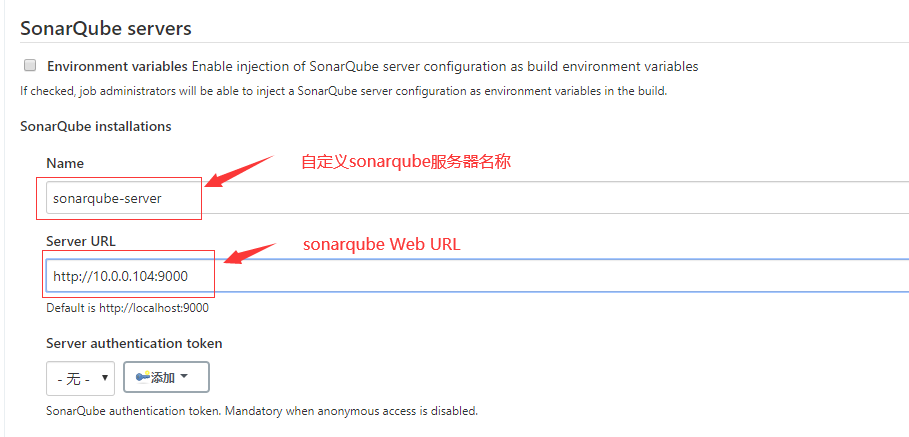 SonarQube servers
Environment variables Enable injection of SonarQube server configuration as build environment variables
If checked, job administrators will be able to inject a SonarQube server configuration as environment variables in the build.
SonarQube installations
Name
自定义sonarqube服务器名称
sonarqube-server
Server URL
sonarqube Web URL
http://10.0.0.104:9000
Default is http://localhost:9000
Server authentication token
- 无 -
添加
SonarQube authentication token. Mandatory when anonymous access is disabled.